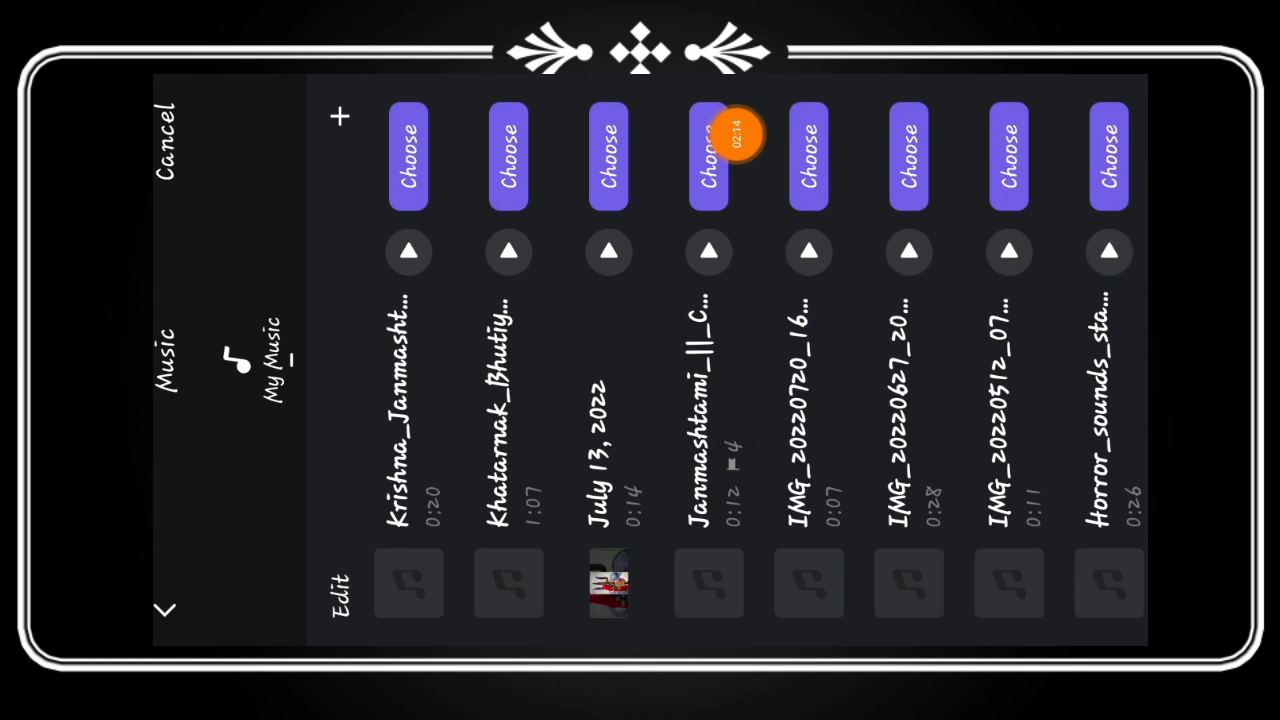 Music
Cancel
My Music
Edit
+
Krishna_Janmasht...
0:20
Choose
Khatarnak_Bhutiy...
1:07
Choose
July 13, 2022
0:14
Choose
Janmashtami_||_C...
0:12 4
Choose
02:14
IMG_20220720_16...
0:07
Choose
IMG_20220627_20...
0:28
Choose
IMG_20220512_07...
0:11
Choose
Horror_sounds_sta...
0:26
Choose